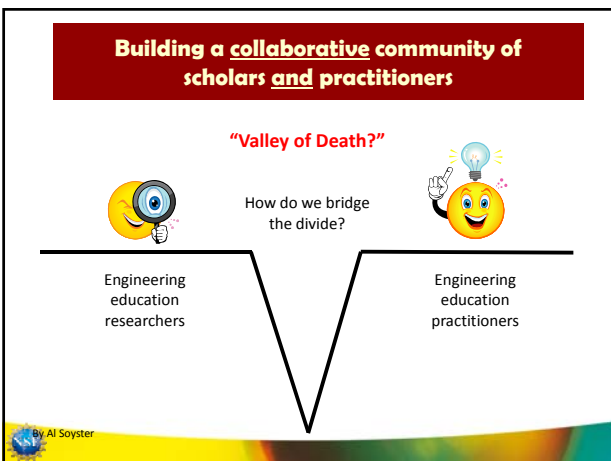 Building a collaborative community of
scholars and practitioners
“Valley of Death?”
How do we bridge
the divide?
Engineering
education
researchers
Engineering
education
practitioners
By Al Soyster
NSF